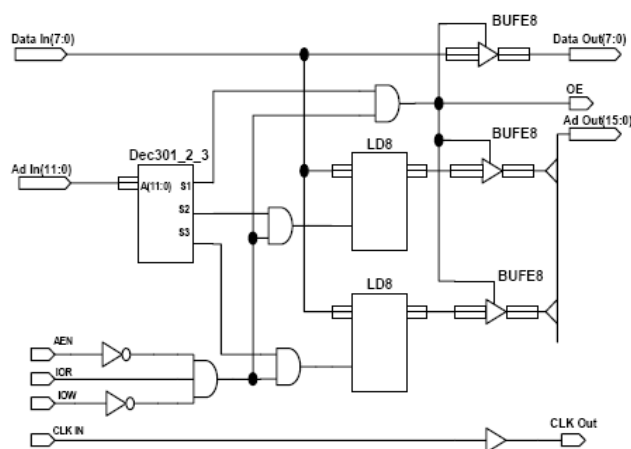 BUFE8
Data In(7:0)
Data Out(7:0)
OE
BUFE8
Ad Out(15:0)
Dec301_2_3
LD8
Ad In(11:0)
A(11:0)
S1
S2
S3
BUFE8
LD8
AEN
IOR
IOW
CLK IN
CLK Out